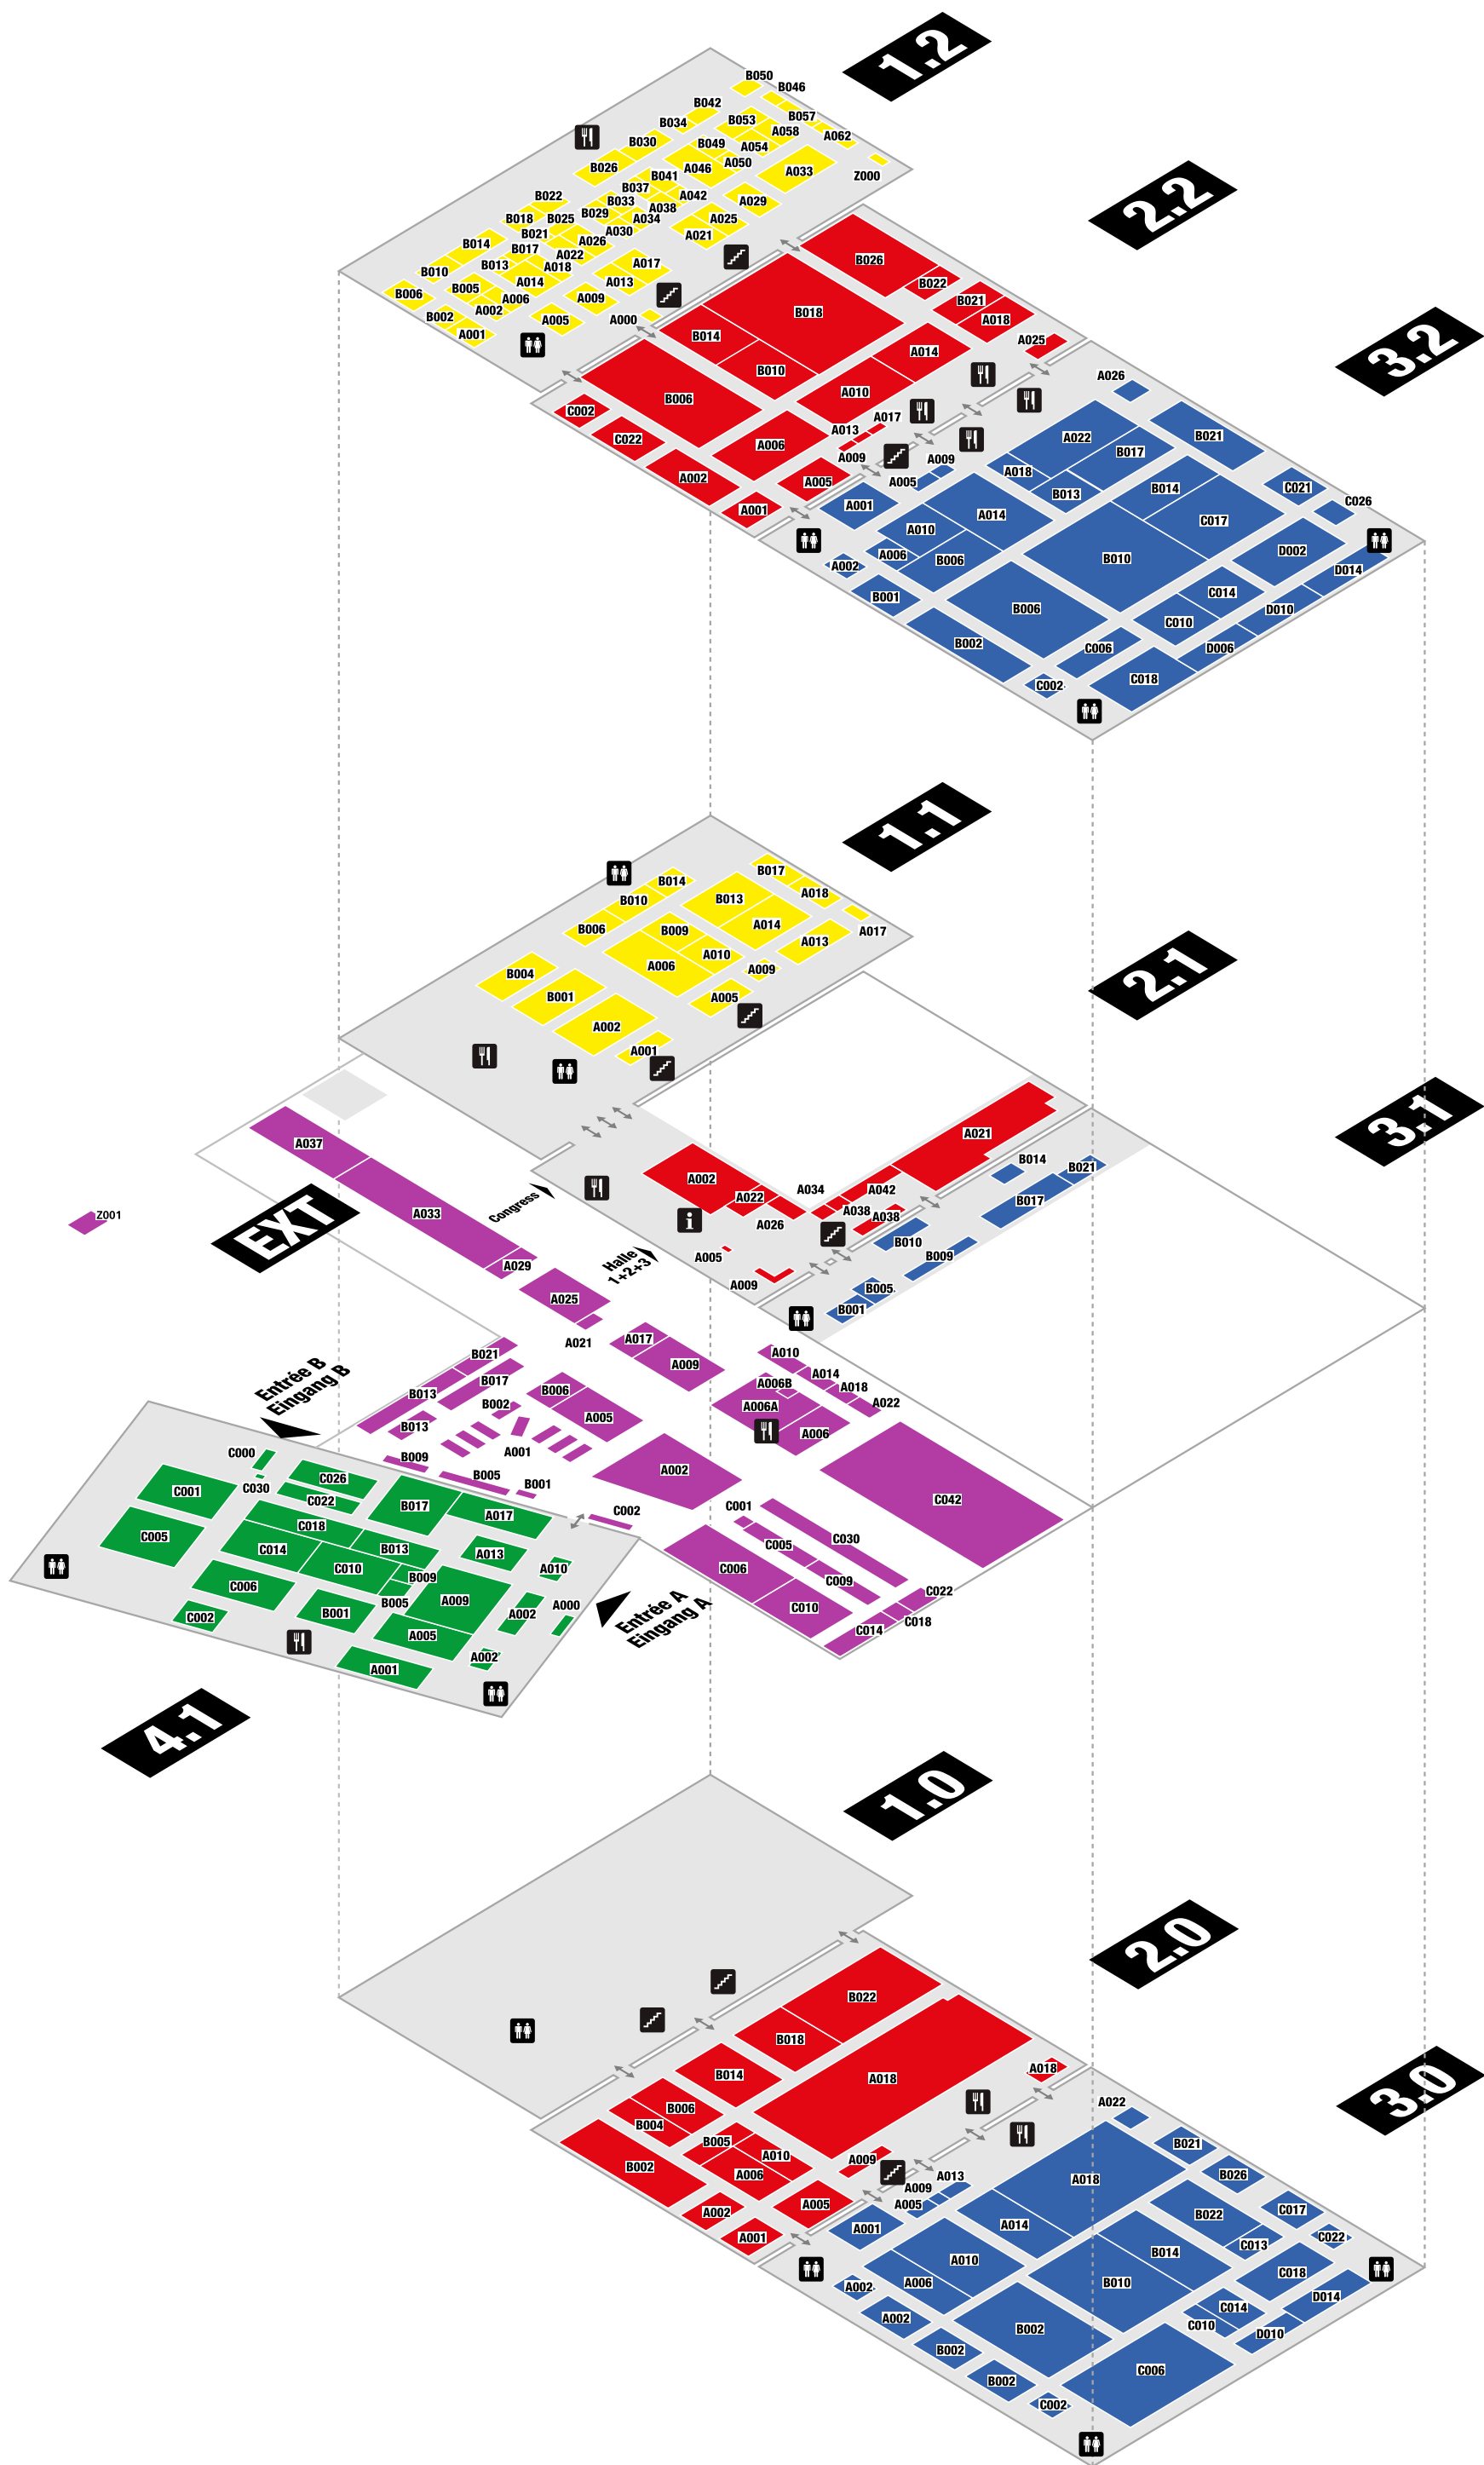 1.2
B050
B046
B042
B057
B034
B053
A058
A062
B030
B049
A054
B026
A046
A050
A033
Z000
B041
B037
A042
B022
B033
A038
A029
B018
B025
B029
A034
A025
B021
A030
A021
B014
B017
A026
A022
B010
B013
A018
A017
B005
A014
A013
B006
A006
A009
B002
A002
A005
A000
A001
2.2
B026
B022
B021
A018
B018
B014
A025
A014
B010
A010
B006
C002
A017
C022
A013
A006
A009
A002
A005
A001
3.2
A026
B021
A022
B017
A009
A018
A005
B013
B014
C021
C026
A001
A014
C017
A010
A006
B006
B010
D002
A002
D014
B001
C014
B006
D010
C010
B002
C006
D006
C018
C002
1.1
B017
B014
A018
B010
B013
A014
A017
B006
B009
A013
A010
A006
A009
B004
B001
A005
A002
A001
2.1
A021
A002
A022
A034
A042
A038
A038
A026
A005
A009
i
3.1
B014
B021
B017
B010
B009
B005
B001
EXT
Z001
A037
A033
A029
Congress
Halle
1+2+3
A025
A021
A017
A009
A010
A014
A006B
A018
A022
A006A
A006
B021
B017
B013
B013
B002
B006
A005
A001
B009
B005
B001
A002
C002
C042
C001
C030
C005
C006
C009
C010
C022
C018
C014
Entrée B
Eingang B
Entrée A
Eingang A
4.1
C000
C030
C026
C001
C022
B017
A017
C005
C018
C014
B013
A013
C010
B009
A010
C006
B005
A009
C002
B001
A002
A000
A005
A002
A001
1.0
2.0
B022
B018
A018
A018
B014
B006
B004
B005
A010
B002
A006
A009
A005
A002
A001
3.0
A022
B021
B026
A018
A013
A009
A005
B022
C017
A001
A014
C022
C013
B014
A010
C018
A006
B010
A002
D014
A002
C014
C010
B002
D010
B002
C006
B002
C002